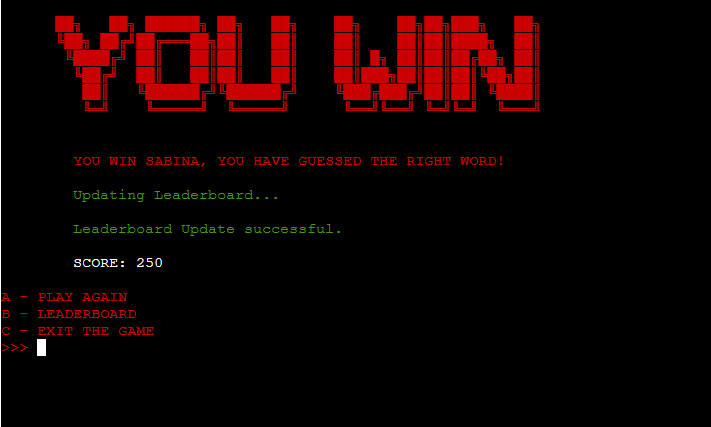 YOU WIN
YOU WIN SABINA, YOU HAVE GUESSED THE RIGHT WORD!
Updating Leaderboard...
Leaderboard Update successful.
SCORE: 250
A - PLAY AGAIN
B - LEADERBOARD
C - EXIT THE GAME
>>>